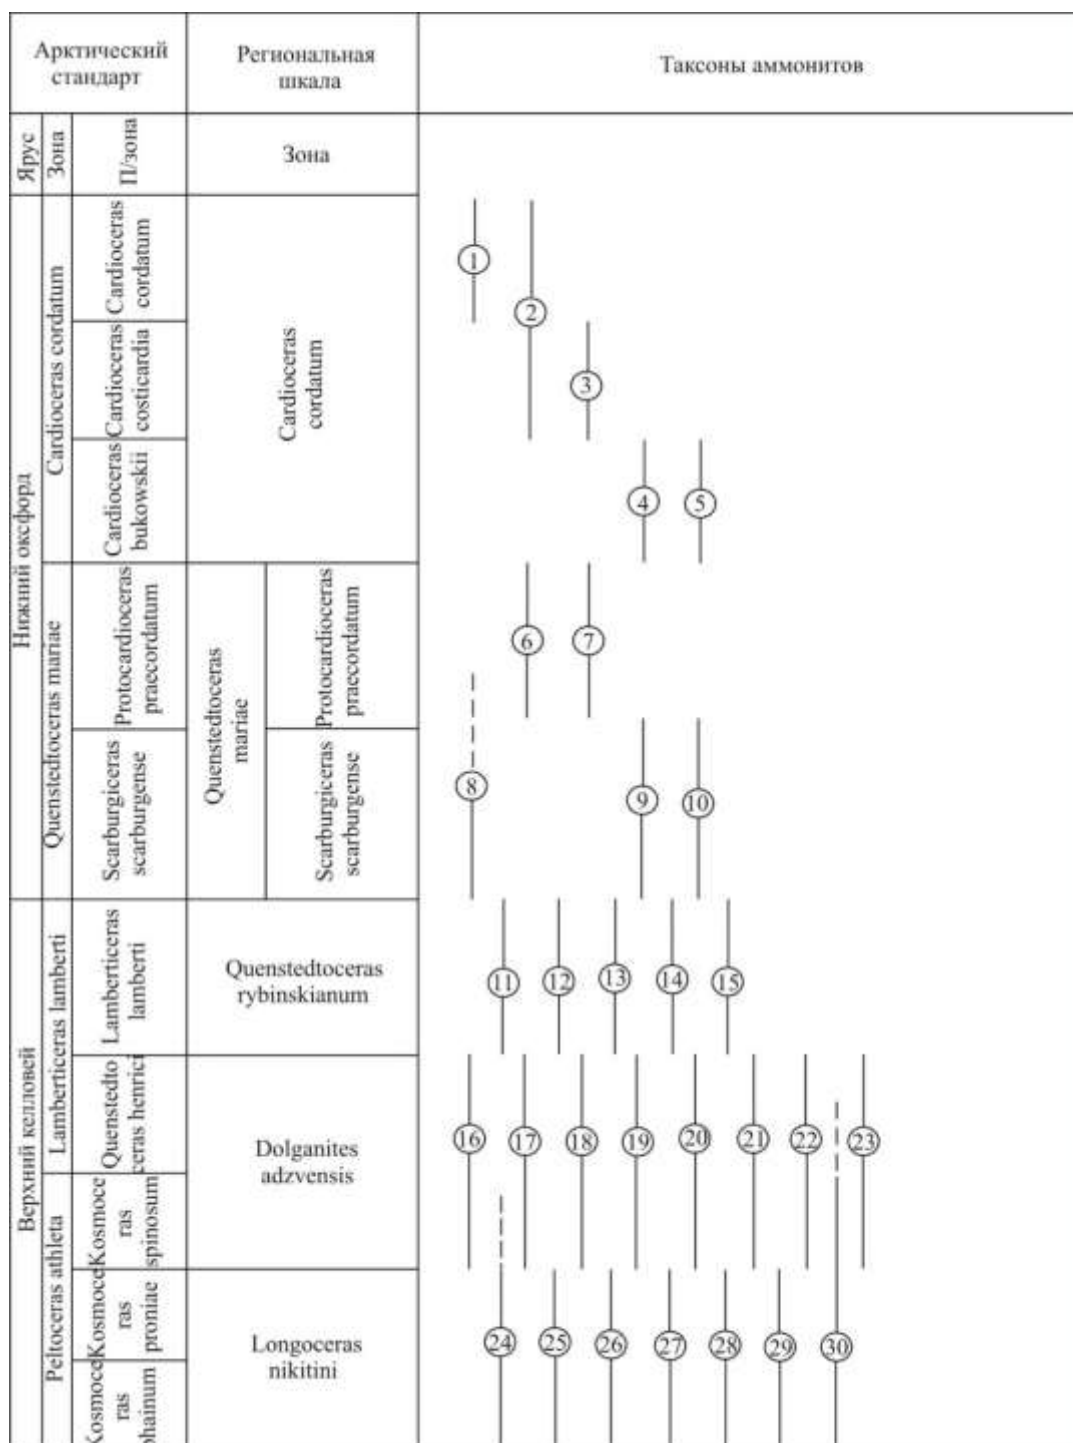 Арктический
стандарт
Региональная
шкала
Таксоны аммонитов
Ярус
Зона
П/зона
Зона
Нижний оксфорд
Cardioceras cordatum
Cardioceras
cordatum
Cardioceras
cordatum
1
2
Cardioceras
costicardia
3
Cardioceras
bukowskii
4
5
Quenstedtoceras mariae
Protocardioceras
praecordatum
Quenstedtoceras
mariae
Protocardioceras
praecordatum
6
7
Scarburgiceras
scarburgense
Scarburgiceras
scarburgense
8
9
10
Верхний келловей
Lamberticeras lamberti
Lamberticeras
lamberti
Quenstedtoceras
rybinskianum
11
12
13
14
15
Quenstedto
ceras henrici
Dolganites
adzvensis
16
17
18
19
20
21
22
23
Peltoceras athleta
Kosmoce
ras
spinosum
Kosmoce
ras
proniae
Longoceras
nikitini
24
25
26
27
28
29
30
Kosmoce
ras
phainum